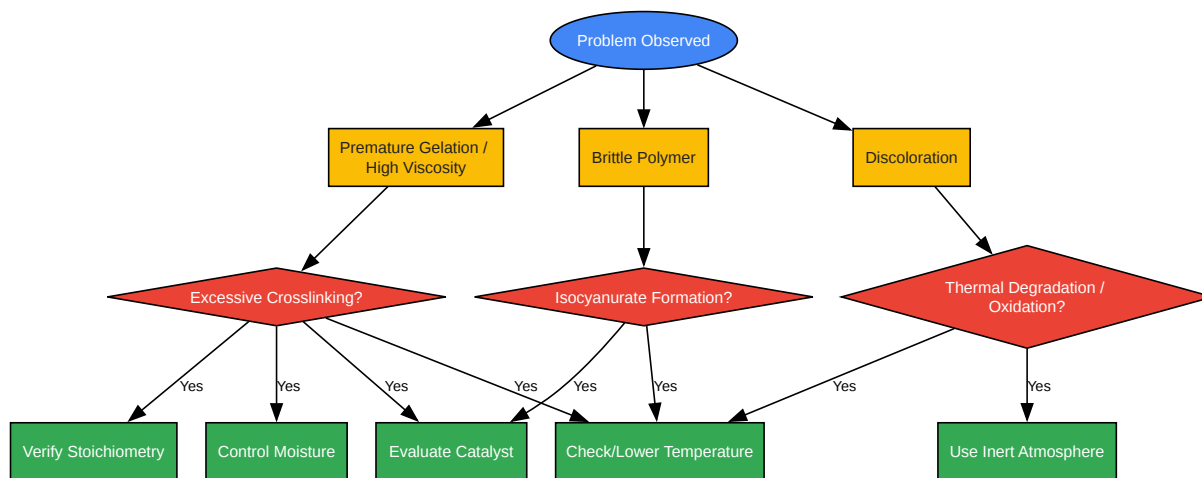 Problem Observed
Premature Gelation /
High Viscosity
Brittle Polymer
Discoloration
Excessive Crosslinking?
Isocyanurate Formation?
Thermal Degradation /
Oxidation?
Yes
Yes
Yes
Yes
Yes
Yes
Yes
Yes
Verify Stoichiometry
Control Moisture
Evaluate Catalyst
Check/Lower Temperature
Use Inert Atmosphere